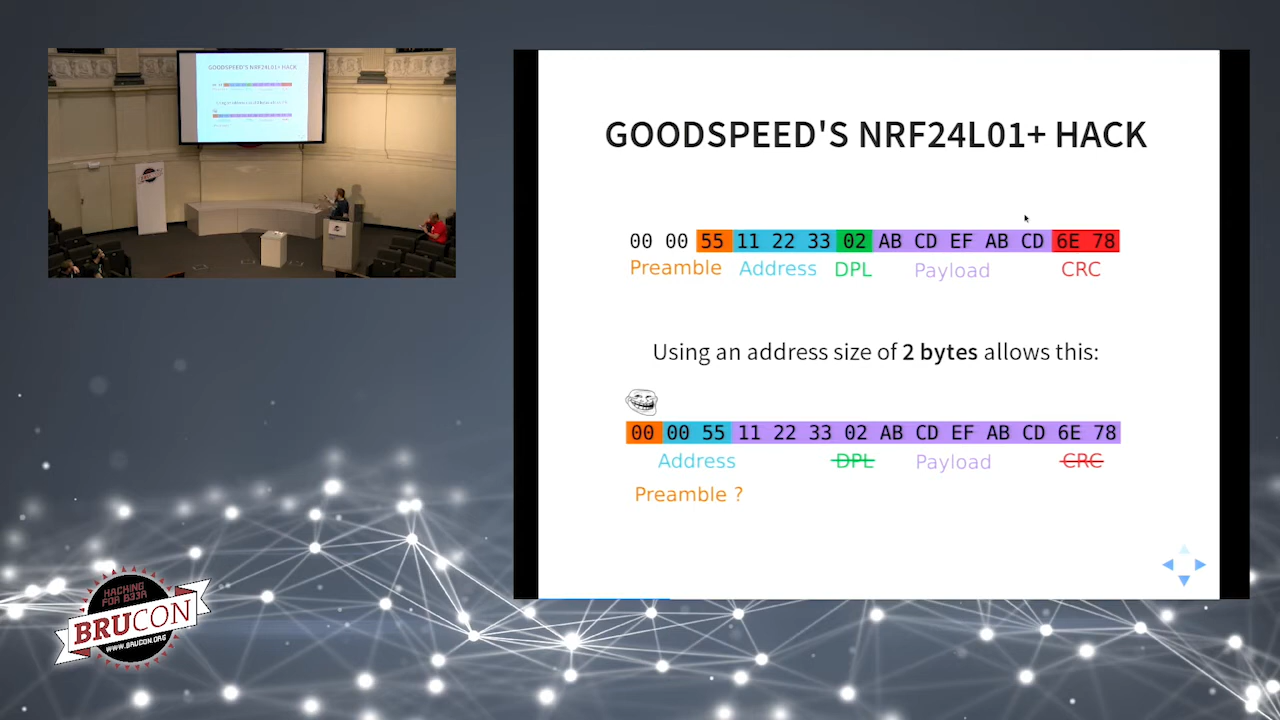 GOODSPEED'S NRF24L01+ HACK
00 00 55 11 22 33 02 AB CD EF AB CD 6E 78
Preamble Address DPL Payload CRC
Using an address size of 2 bytes allows this:
00 00 55 11 22 33 02 AB CD EF AB CD 6E 78
Address DPL Payload CRC
Preamble ?
GOODSPEED'S NRF24L01+ HACK
HACKING
FOR B33R
BRUCON
WWW.BRUCON.ORG